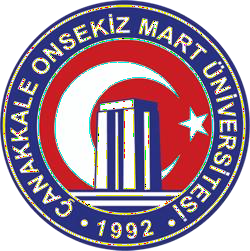 ÇANAKKALE ONSEKİZ MART ÜNİVERSİTESİ
• 1992 •